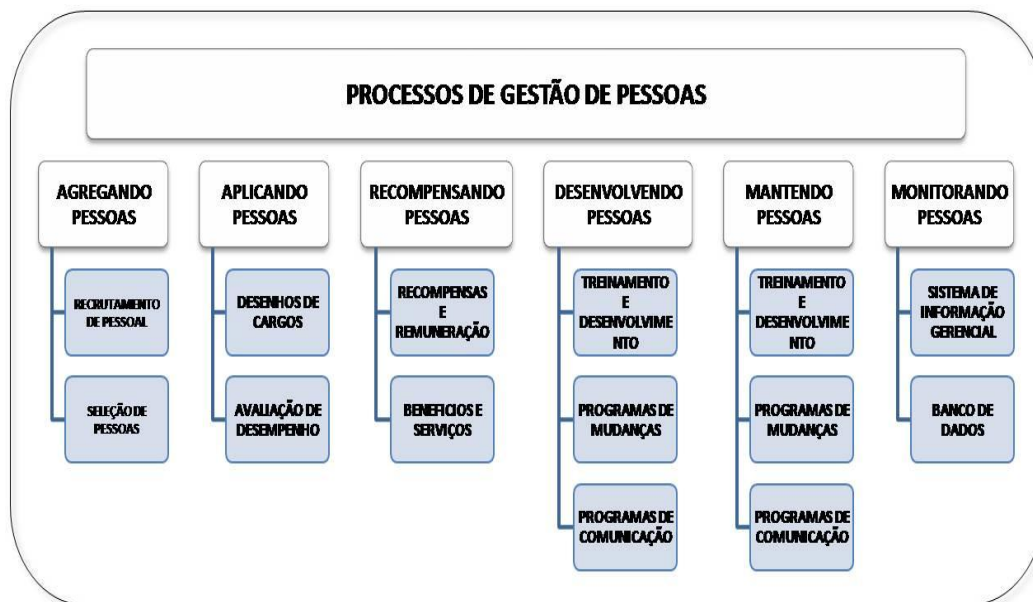 PROCESSOS DE GESTÃO DE PESSOAS
AGREGANDO
PESSOAS
RECRUTAMENTO
DE PESSOAL
SELEÇÃO DE
PESSOAS
APLICANDO
PESSOAS
DESENHOS DE
CARGOS
AVALIAÇÃO DE
DESEMPENHO
RECOMPENSANDO
PESSOAS
RECOMPENSAS
E
REMUNERAÇÃO
BENEFICIOS E
SERVIÇOS
DESENVOLVENDO
PESSOAS
TREINAMENTO
E
DESENVOLVIME
NTO
PROGRAMAS DE
MUDANÇAS
PROGRAMAS DE
COMUNICAÇÃO
MANTENDO
PESSOAS
TREINAMENTO
E
DESENVOLVIME
NTO
PROGRAMAS DE
MUDANÇAS
PROGRAMAS DE
COMUNICAÇÃO
MONITORANDO
PESSOAS
SISTEMA DE
INFORMAÇÃO
GERENCIAL
BANCO DE
DADOS